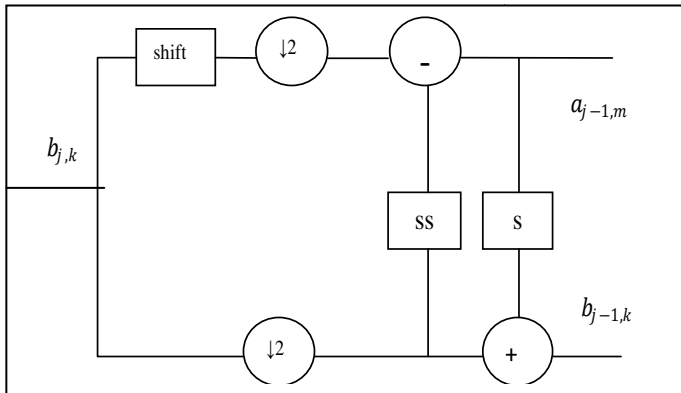 shift
↓2
-
a_{j−1,m}
b_{j,k}
ss
s
b_{j−1,k}
↓2
+